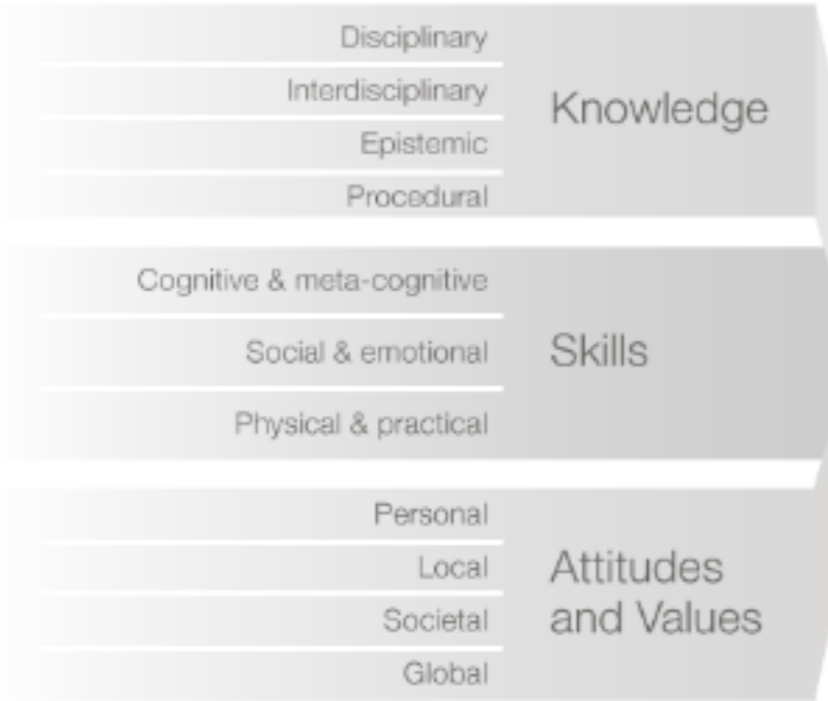 Disciplinary
Interdisciplinary
Epistemic
Procedural
Knowledge
Cognitive & meta-cognitive
Social & emotional
Physical & practical
Skills
Personal
Local
Societal
Global
Attitudes
and Values